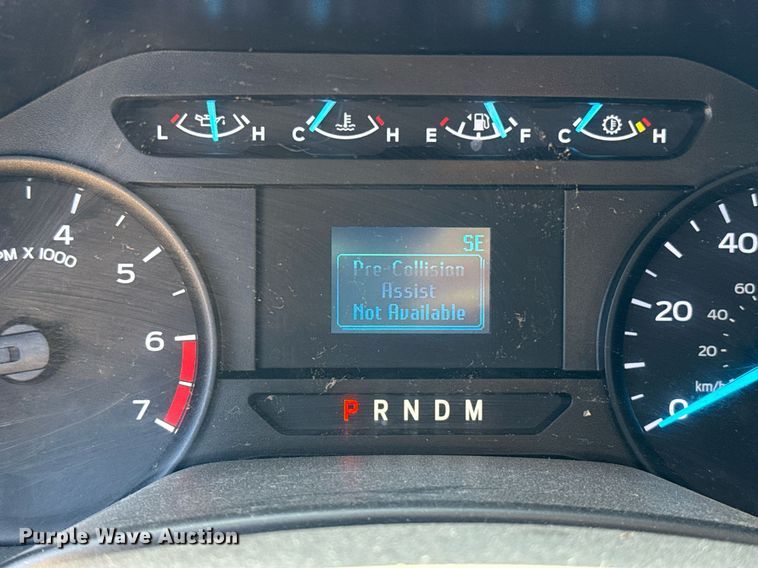 L H C H E F C H
SE
Pre-Collision
Assist
Not Available
4
PM X 1000
5
6
7
40
20
0
60
40
20
km/h
P R N D M
Purple Wave Auction